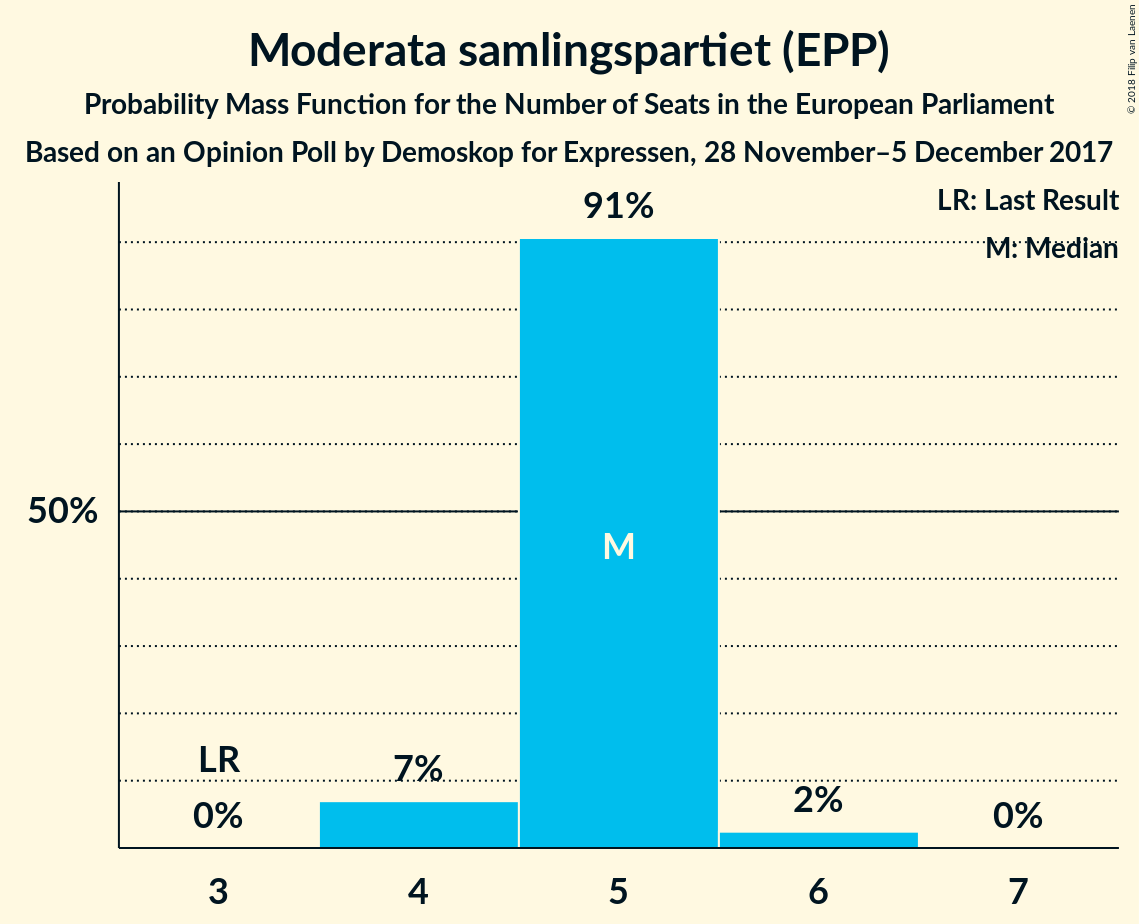 Moderata samlingspartiet (EPP)
Probability Mass Function for the Number of Seats in the European Parliament
Based on an Opinion Poll by Demoskop for Expressen, 28 November–5 December 2017
© 2018 Filip van Laenen
LR: Last Result
M: Median
91%
50%
M
LR
0%
7%
2%
0%
3
4
5
6
7